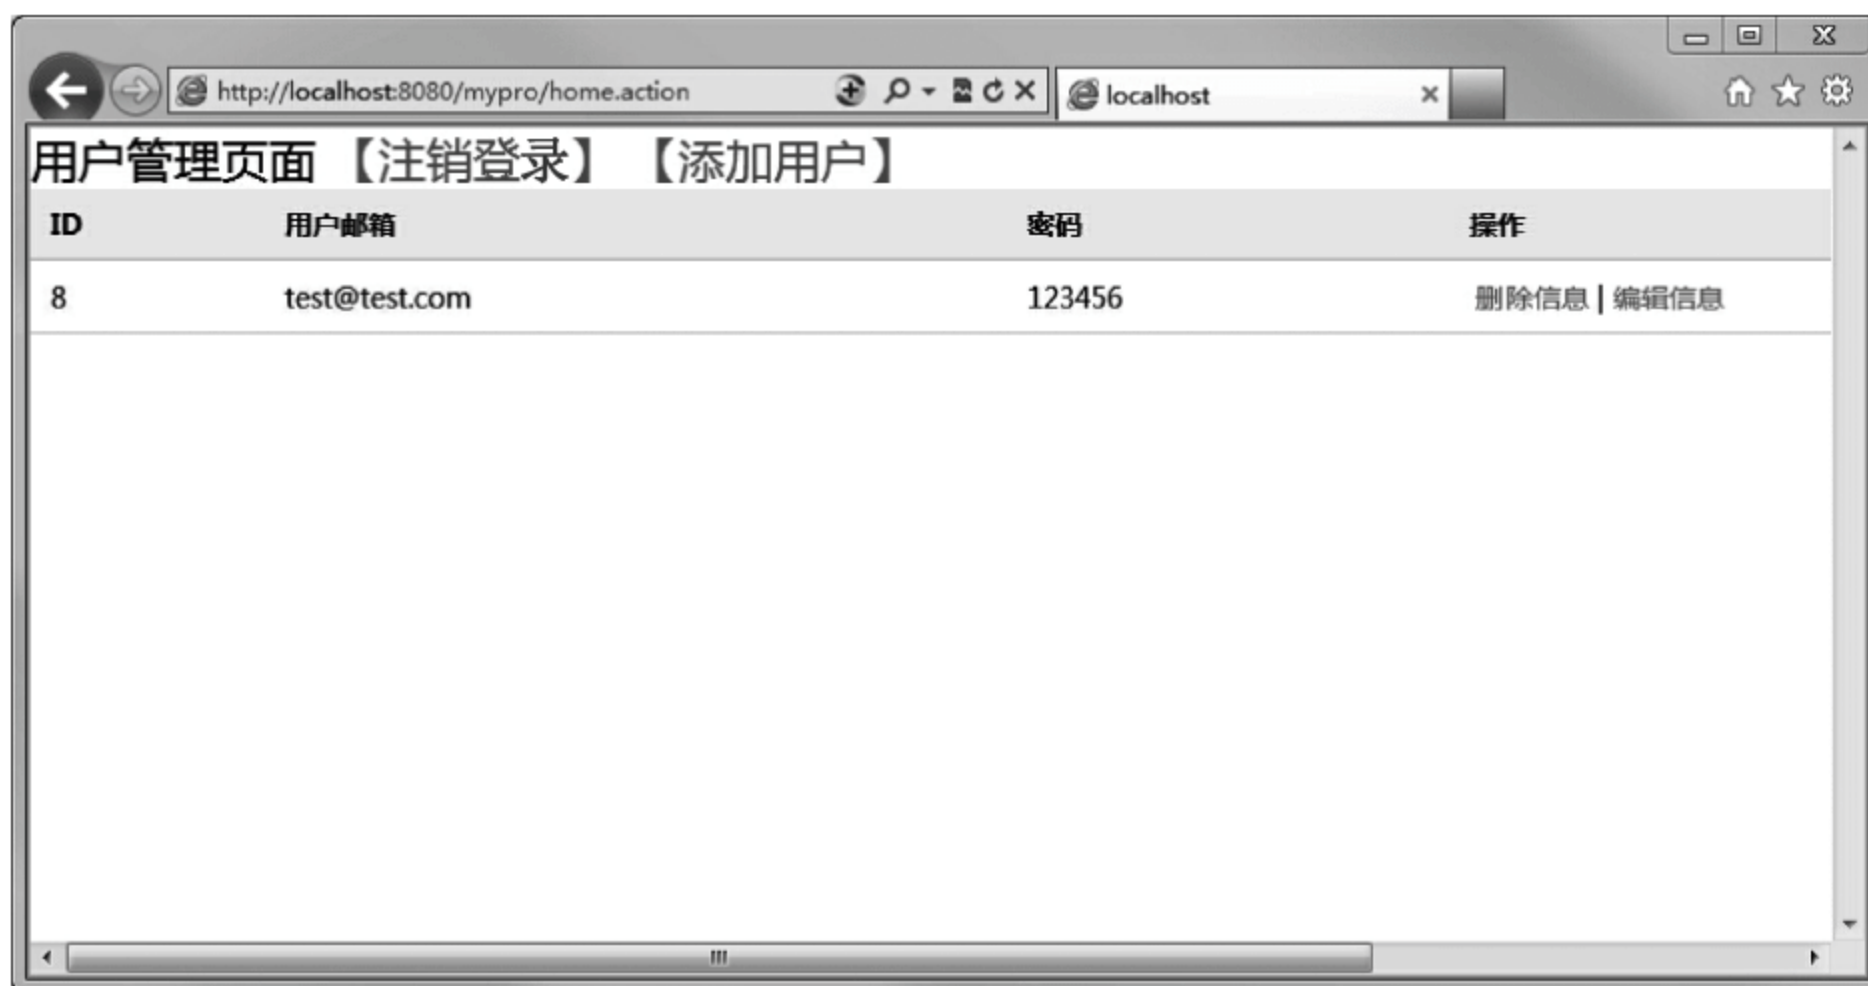 http://localhost:8080/mypro/home.action localhost
用户管理页面 【注销登录】 【添加用户】
ID 用户邮箱 密码 操作
8 test@test.com 123456 删除信息 | 编辑信息